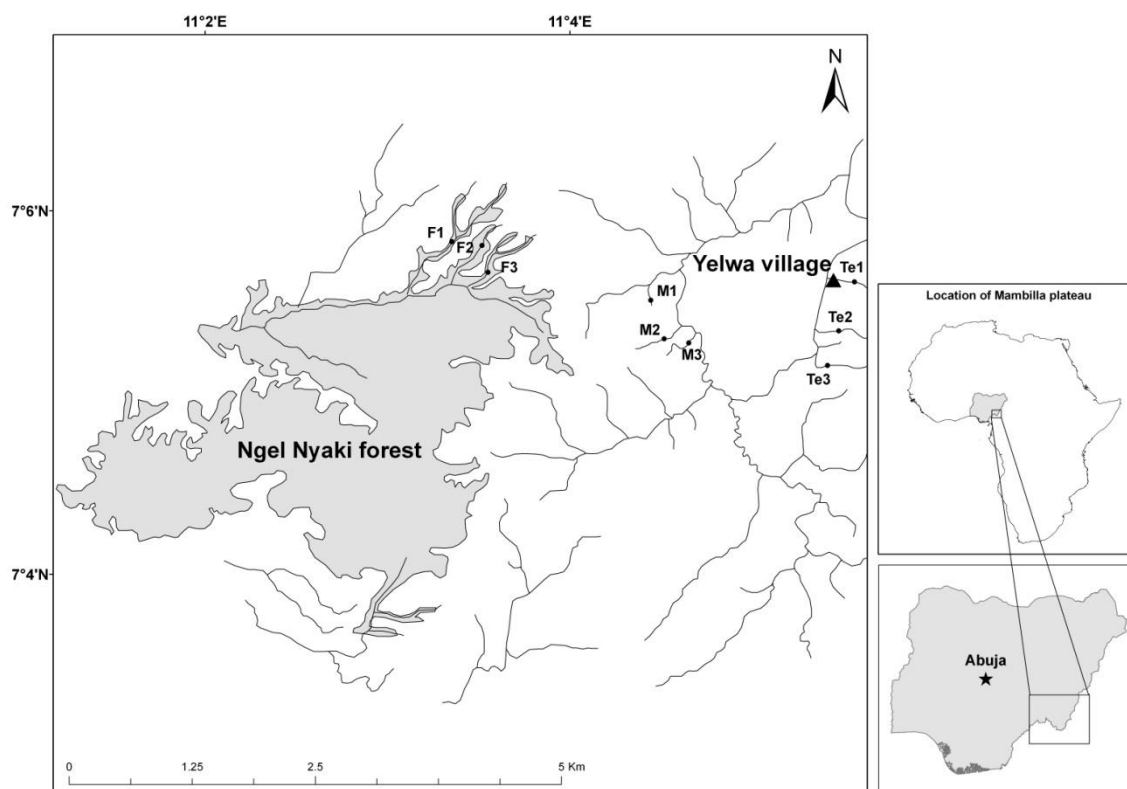 11°2'E
11°4'E
N
7°6'N
F1
F2
F3
Yelwa village
Te1
M1
Te2
M2
M3
Te3
Ngel Nyaki forest
7°4'N
0
1.25
2.5
5 Km
Location of Mambilla plateau
Abuja